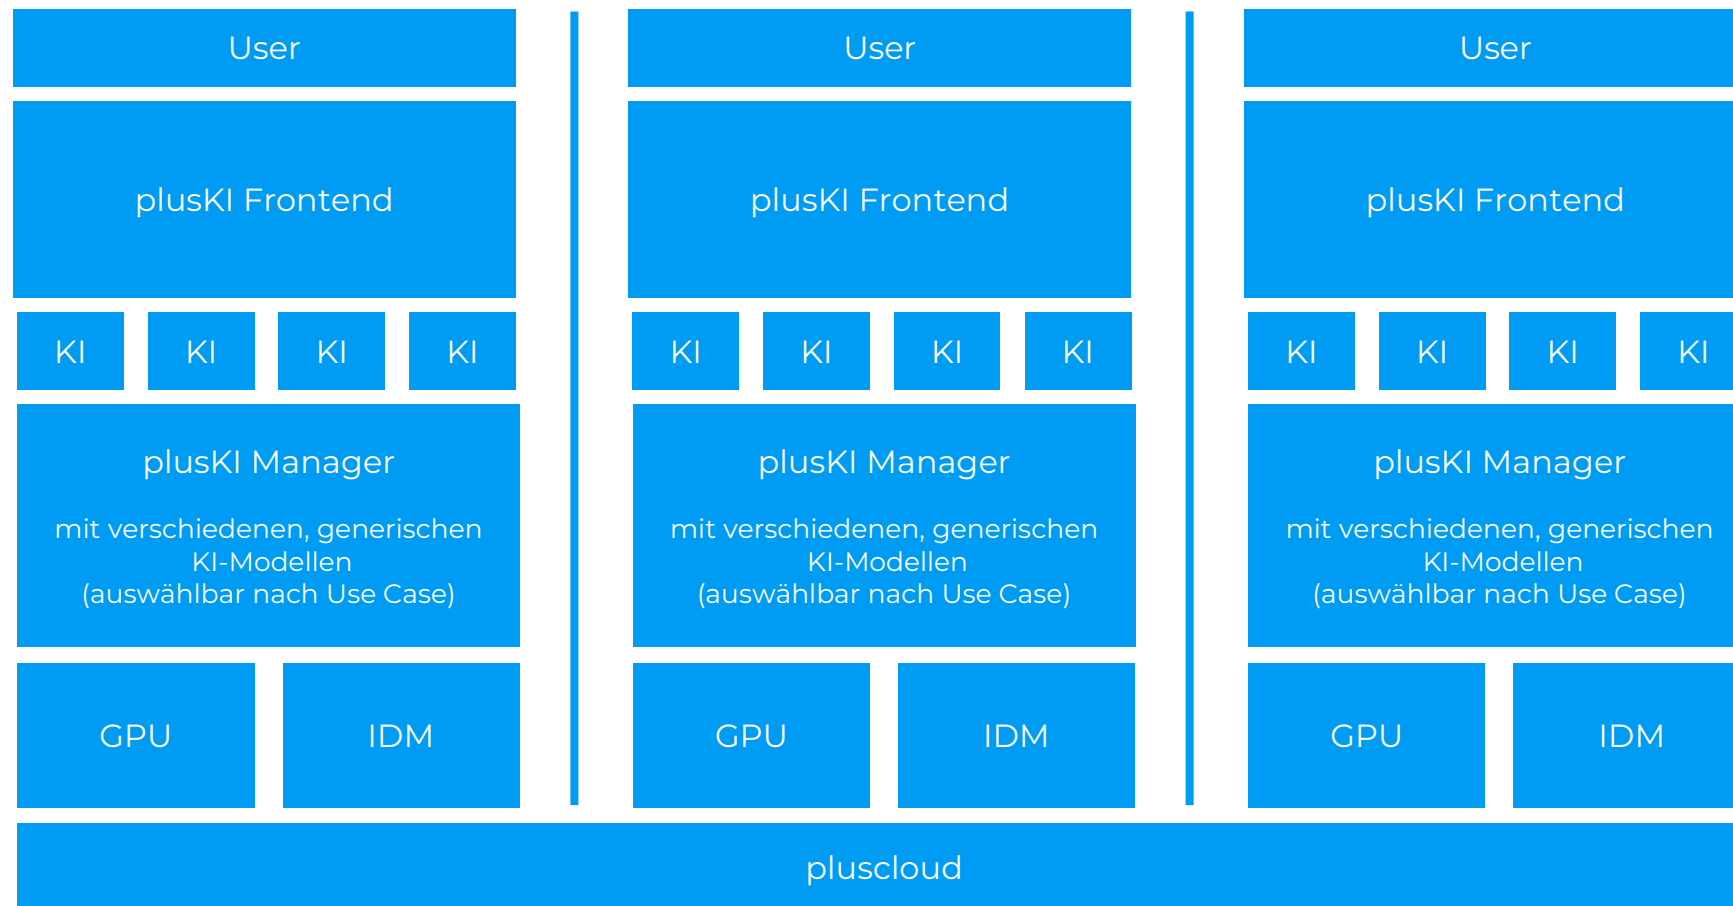 User
plusKI Frontend
KI KI KI KI
plusKI Manager
mit verschiedenen, generischen
KI-Modellen
(auswählbar nach Use Case)
GPU IDM
User
plusKI Frontend
KI KI KI KI
plusKI Manager
mit verschiedenen, generischen
KI-Modellen
(auswählbar nach Use Case)
GPU IDM
User
plusKI Frontend
KI KI KI KI
plusKI Manager
mit verschiedenen, generischen
KI-Modellen
(auswählbar nach Use Case)
GPU IDM
pluscloud